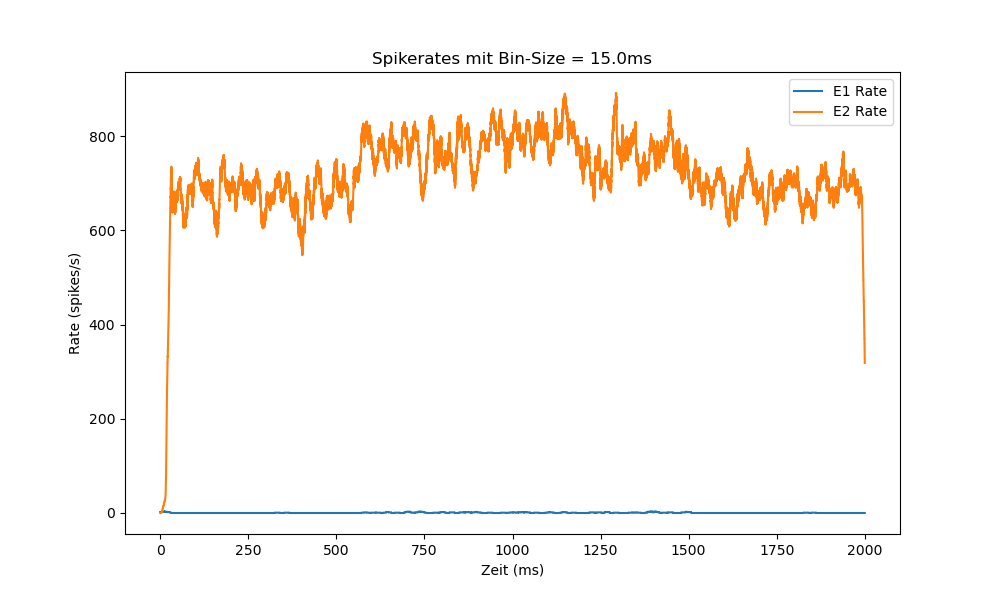 Spikerates mit Bin-Size = 15.0ms
E1 Rate
E2 Rate
800
600
400
200
0
Rate (spikes/s)
0 250 500 750 1000 1250 1500 1750 2000
Zeit (ms)